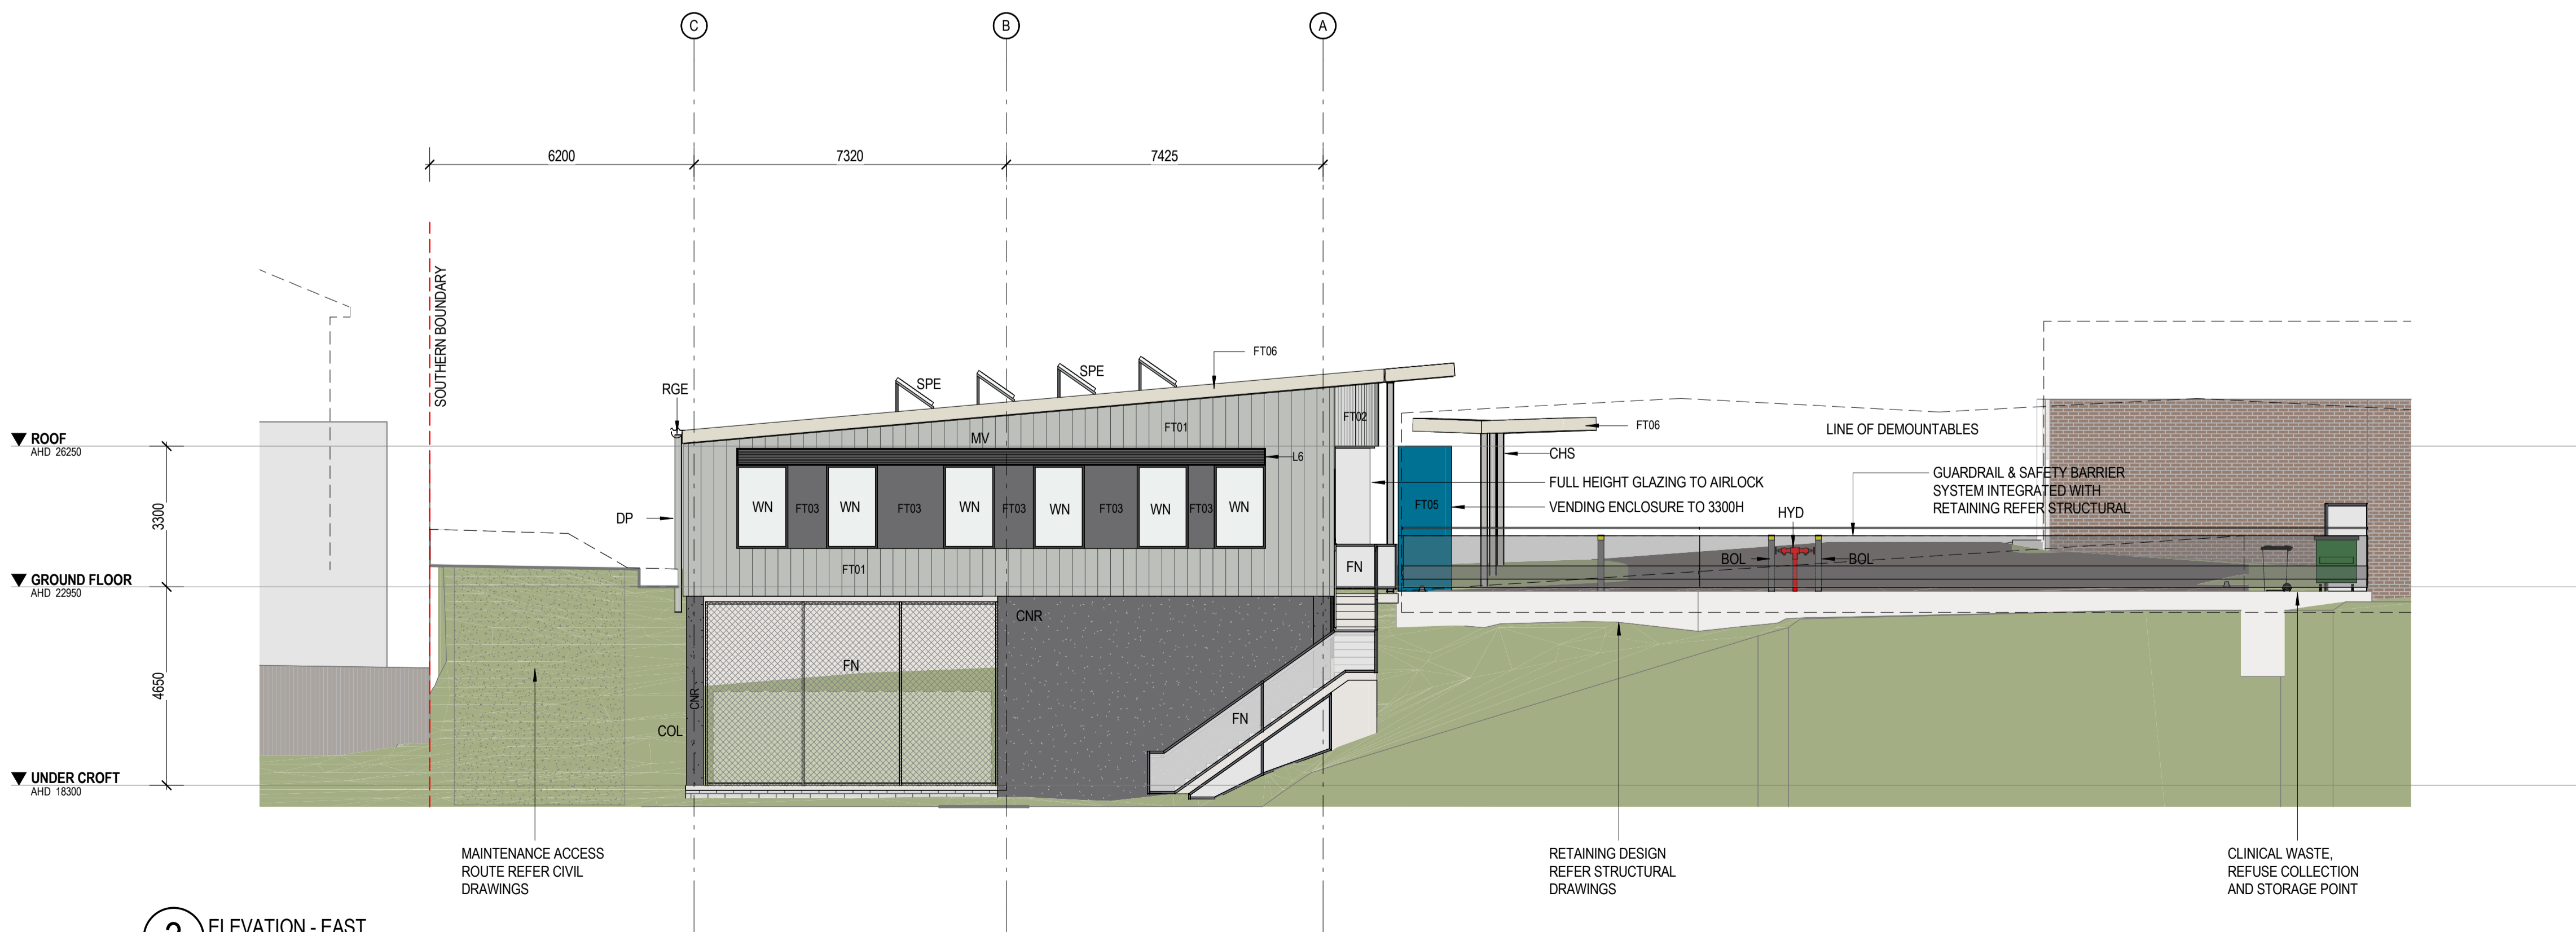 C
B
A
6200
7320
7425
SOUTHERN BOUNDARY
FT06
SPE
SPE
RGE
FT02
FT01
MV
FT06
LINE OF DEMOUNTABLES
ROOF
AHD 26250
L6
CHS
GUARDRAIL & SAFETY BARRIER
SYSTEM INTEGRATED WITH
RETAINING REFER STRUCTURAL
FULL HEIGHT GLAZING TO AIRLOCK
3300
DP
WN
FT03
WN
FT03
WN
FT03
WN
FT03
WN
FT03
WN
FT05
VENDING ENCLOSURE TO 3300H
HYD
BOL
BOL
FT01
FN
GROUND FLOOR
AHD 22950
CNR
4650
FN
CNR
COL
FN
UNDER CROFT
AHD 18300
MAINTENANCE ACCESS
ROUTE REFER CIVIL
DRAWINGS
RETAINING DESIGN
REFER STRUCTURAL
DRAWINGS
CLINICAL WASTE,
REFUSE COLLECTION
AND STORAGE POINT
ELEVATION - EAST